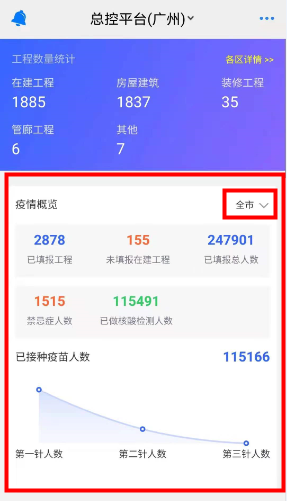 总控平台(广州)
工程数量统计 各区详情 >>
在建工程 房屋建筑 装修工程
1885 1837 35
管廊工程 其他
6 7
疫情概览 全市
2878 155 247901
已填报工程 未填报在建工程 已填报总人数
1515 115491
禁忌症人数 已做核酸检测人数
已接种疫苗人数 115166
第一针人数 第二针人数 第三针人数